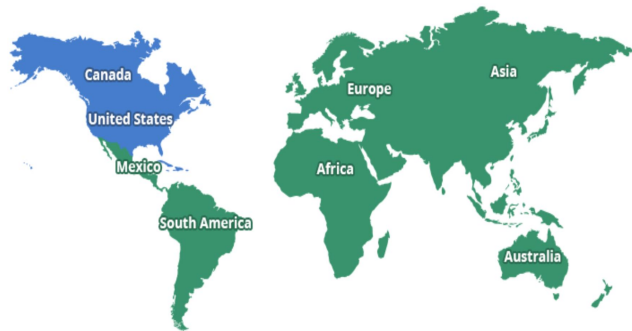 Canada
Asia
Europe
United States
Mexico
Africa
South America
Australia